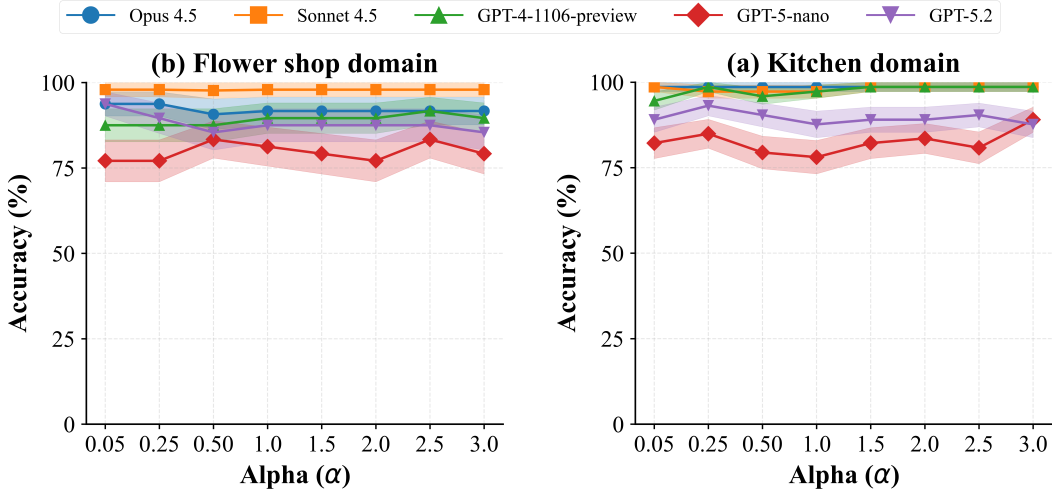 Opus 4.5 Sonnet 4.5 GPT-4-1106-preview GPT-5-nano GPT-5.2
(b) Flower shop domain
100
75
50
25
0
Accuracy (%)
0.05 0.25 0.50 1.0 1.5 2.0 2.5 3.0
Alpha (α)
(a) Kitchen domain
100
75
50
25
0
Accuracy (%)
0.05 0.25 0.50 1.0 1.5 2.0 2.5 3.0
Alpha (α)